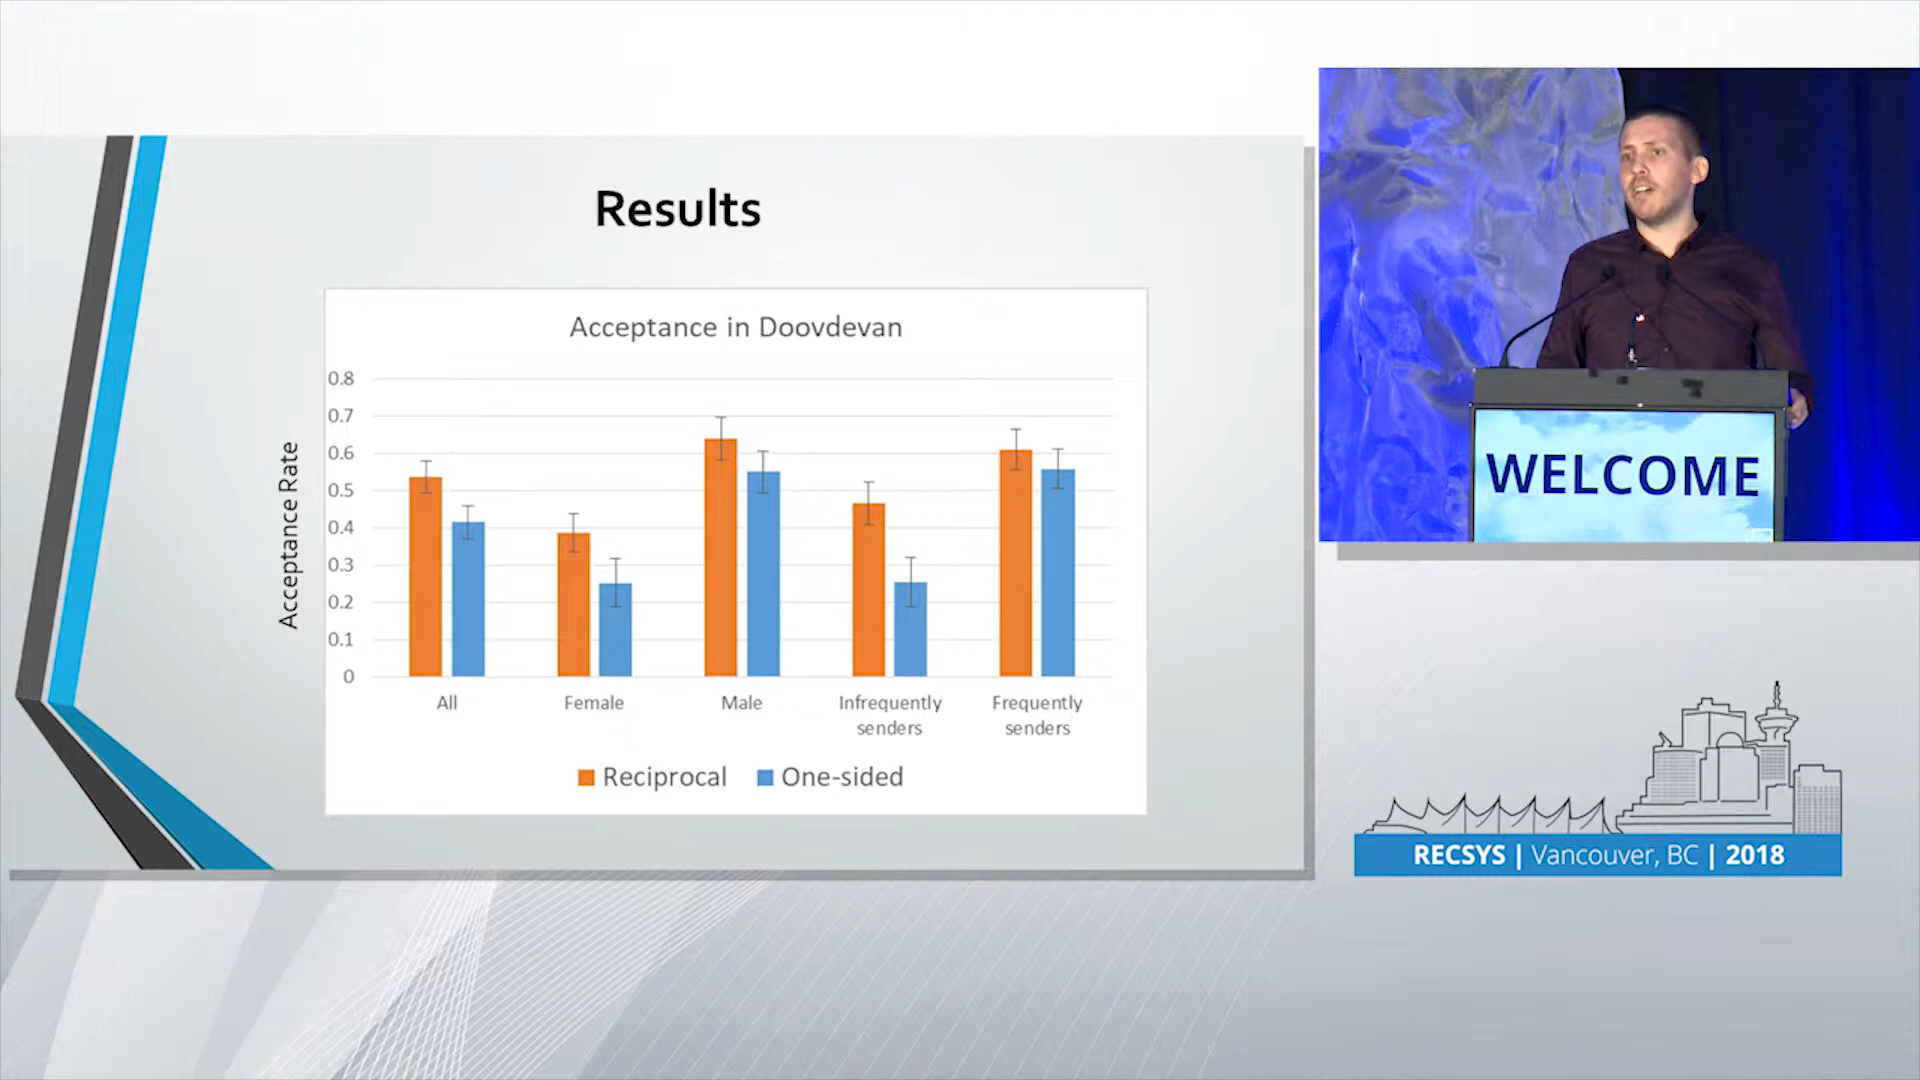 Results
Acceptance in Doovdevan
Acceptance Rate
0.8
0.7
0.6
0.5
0.4
0.3
0.2
0.1
0
All
Female
Male
Infrequently
senders
Frequently
senders
Reciprocal
One-sided
WELCOME
RECSYS | Vancouver, BC | 2018